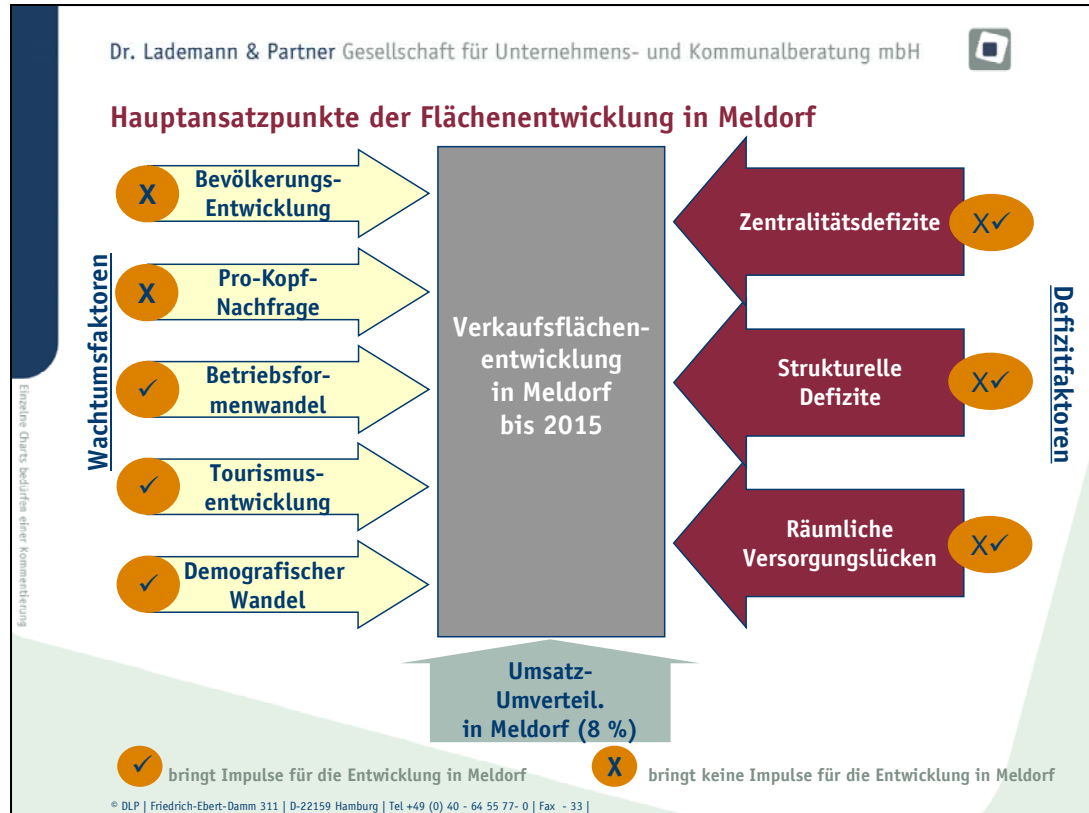 Dr. Lademann & Partner Gesellschaft für Unternehmens- und Kommunalberatung mbH
Hauptansatzpunkte der Flächenentwicklung in Meldorf
Wachtumsfaktoren
X
Bevölkerungs-
Entwicklung
X
Pro-Kopf-
Nachfrage
✓
Betriebsfor-
menwandel
✓
Tourismus-
entwicklung
✓
Demografischer
Wandel
Verkaufsflächen-
entwicklung
in Meldorf
bis 2015
Zentralitätsdefizite
X✓
Strukturelle
Defizite
X✓
Räumliche
Versorgungslücken
X✓
Defizitfaktoren
Umsatz-
Umverteil.
in Meldorf (8 %)
✓ bringt Impulse für die Entwicklung in Meldorf
X bringt keine Impulse für die Entwicklung in Meldorf
Einzelne Charts bedürfen einer Kommentierung
© DLP | Friedrich-Ebert-Damm 311 | D-22159 Hamburg | Tel +49 (0) 40 - 64 55 77- 0 | Fax - 33 |